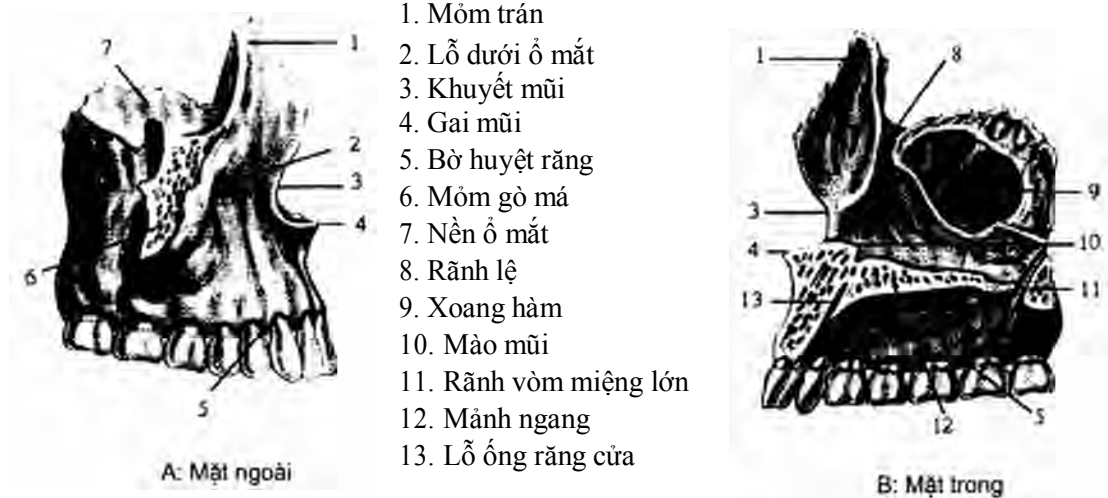 7
1
2
3
4
6
5
A: Mặt ngoài
1. Mỏm trán
2. Lỗ dưới ổ mắt
3. Khuyết mũi
4. Gai mũi
5. Bờ huyệt răng
6. Mỏm gò má
7. Nền ổ mắt
8. Rãnh lệ
9. Xoang hàm
10. Mào mũi
11. Rãnh vòm miệng lớn
12. Mảnh ngang
13. Lỗ ống răng cửa
1
8
9
3
10
4
11
13
5
12
B: Mặt trong